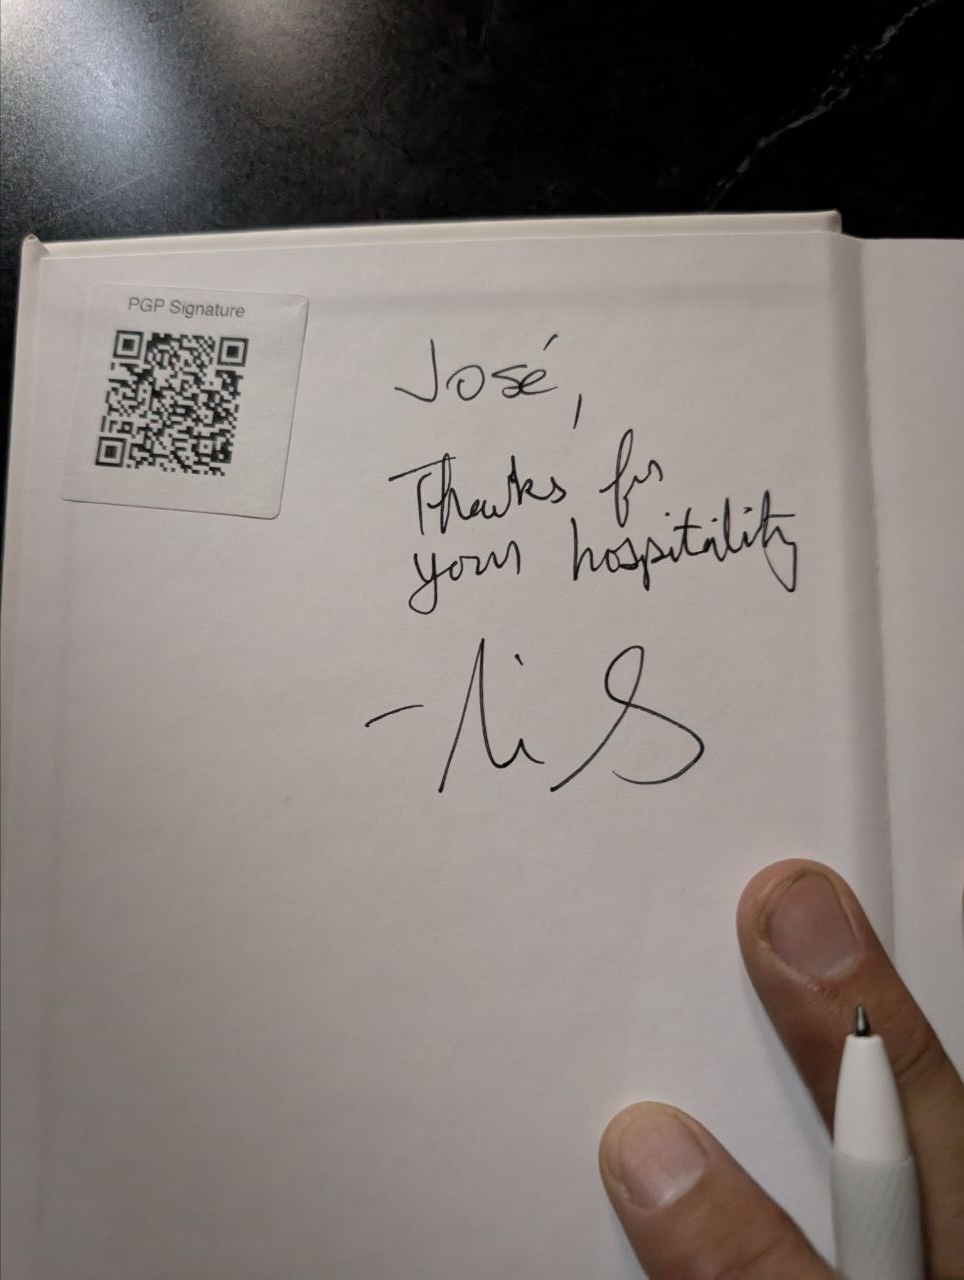 PGP Signature
José,
Thanks for
your hospitality